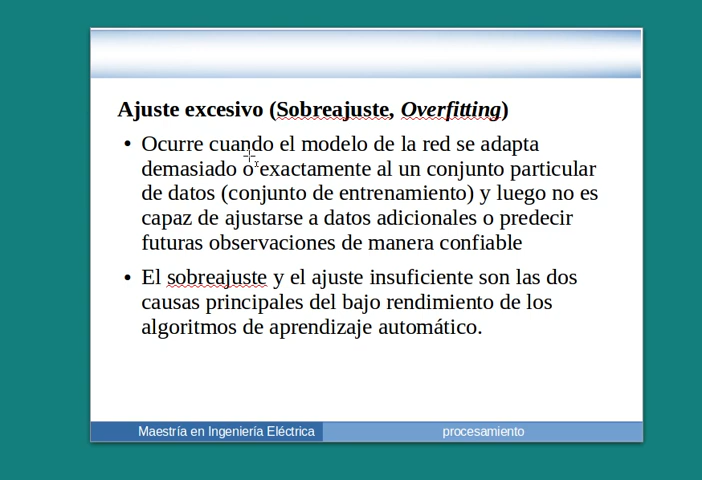 Ajuste excesivo (Sobreajuste, Overfitting)
• Ocurre cuando el modelo de la red se adapta
demasiado o exactamente al un conjunto particular
de datos (conjunto de entrenamiento) y luego no es
capaz de ajustarse a datos adicionales o predecir
futuras observaciones de manera confiable
• El sobreajuste y el ajuste insuficiente son las dos
causas principales del bajo rendimiento de los
algoritmos de aprendizaje automático.
Maestría en Ingeniería Eléctrica procesamiento